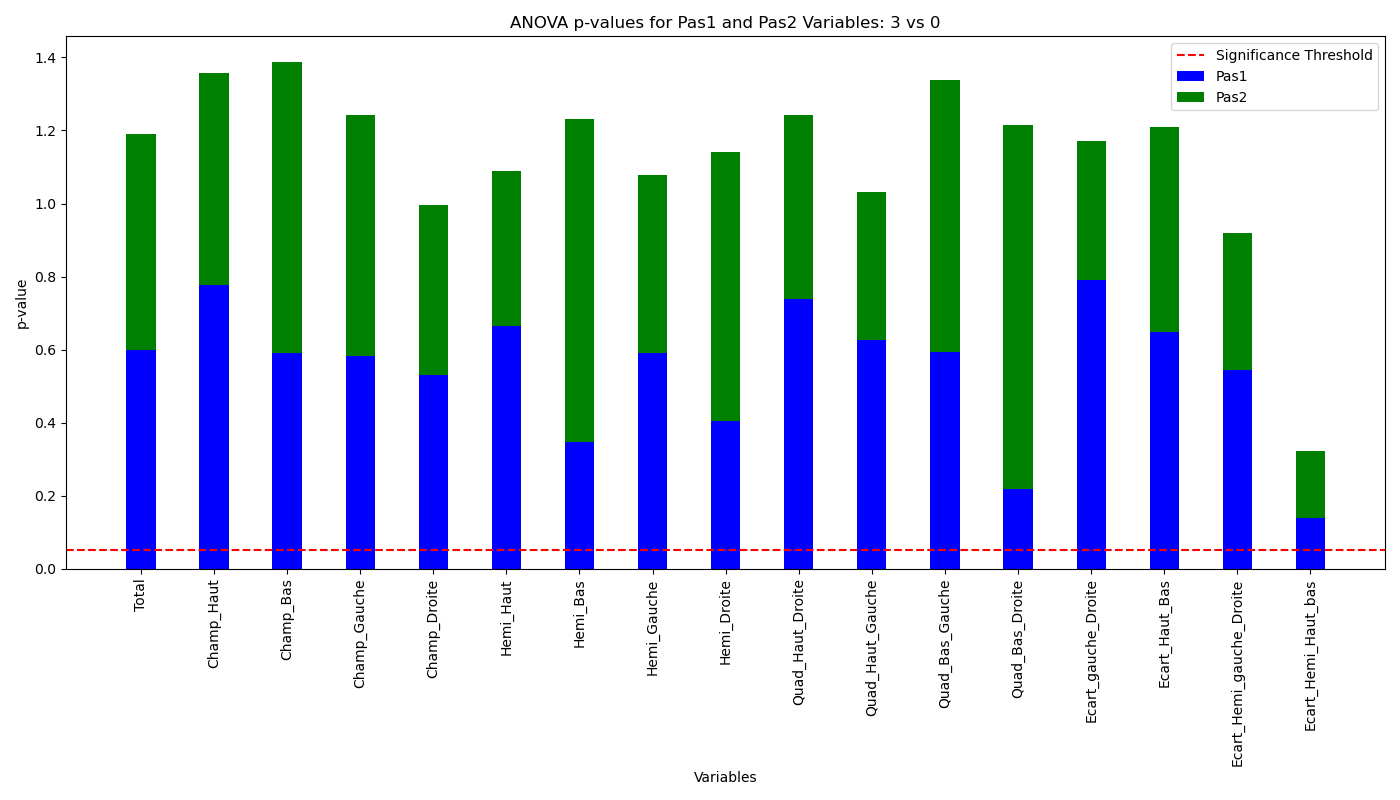 ANOVA p-values for Pas1 and Pas2 Variables: 3 vs 0
Significance Threshold
Pas1
Pas2
p-value
1.4
1.2
1.0
0.8
0.6
0.4
0.2
0.0
Total
Champ_Haut
Champ_Bas
Champ_Gauche
Champ_Droite
Hemi_Haut
Hemi_Bas
Hemi_Gauche
Hemi_Droite
Quad_Haut_Droite
Quad_Haut_Gauche
Quad_Bas_Gauche
Quad_Bas_Droite
Ecart_gauche_Droite
Ecart_Haut_Bas
Ecart_Hemi_gauche_Droite
Ecart_Hemi_Haut_bas
Variables